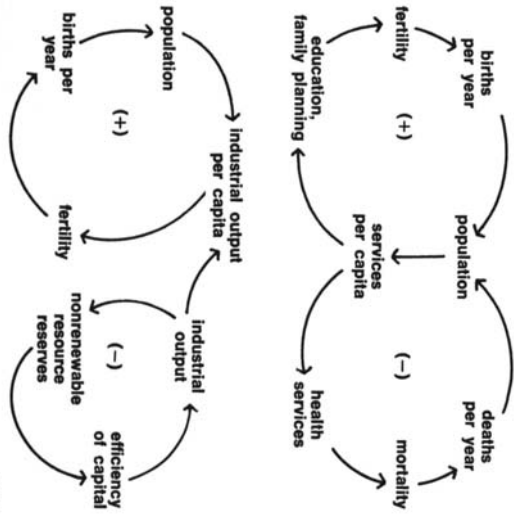 births
per year
population
deaths
per year
fertility
(+)
(−)
mortality
services
per capita
education,
family planning
health
services
industrial output
per capita
industrial
output
population
(+)
(−)
efficiency
of capital
births per
year
fertility
nonrenewable
resource
reserves